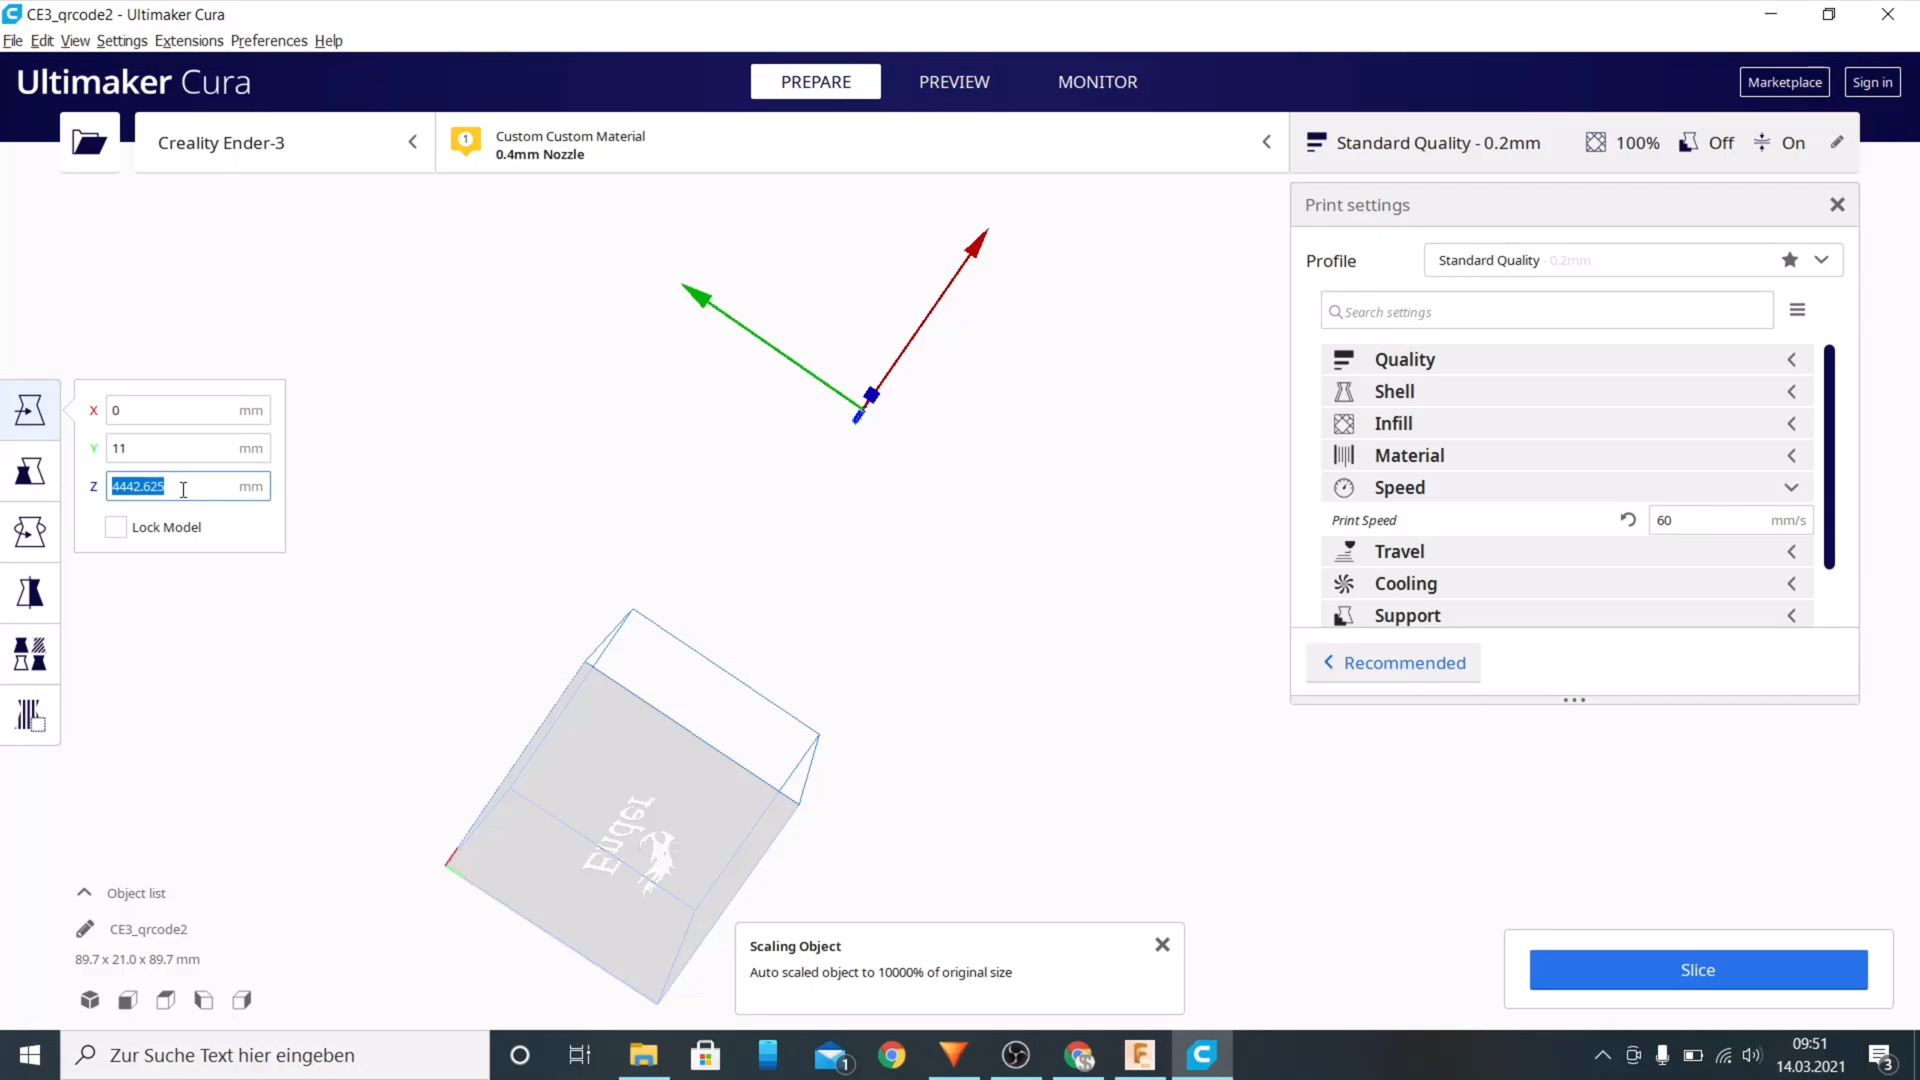 CE3_qrcode2 - Ultimaker Cura
File Edit View Settings Extensions Preferences Help
Ultimaker Cura
PREPARE
PREVIEW
MONITOR
Marketplace
Sign in
Creality Ender-3
1
Custom Custom Material
0.4mm Nozzle
Standard Quality - 0.2mm
100%
Off
On
Print settings
Profile
Standard Quality - 0.2mm
Search settings
Quality
Shell
Infill
Material
Speed
Print Speed
60 mm/s
Travel
Cooling
Support
Recommended
X 0 mm
Y 11 mm
Z 4442.625 mm
Lock Model
Object list
CE3_qrcode2
89.7 x 21.0 x 89.7 mm
Scaling Object
Auto scaled object to 10000% of original size
Slice
Zur Suche Text hier eingeben
1
09:51
14.03.2021
3